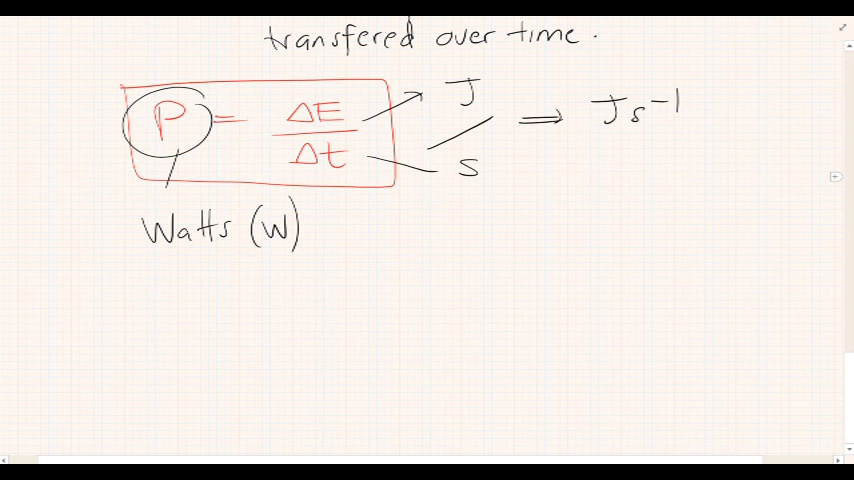 transfered over time.
P = ΔE / Δt → J / s ⇒ Js⁻¹
Watts (W)